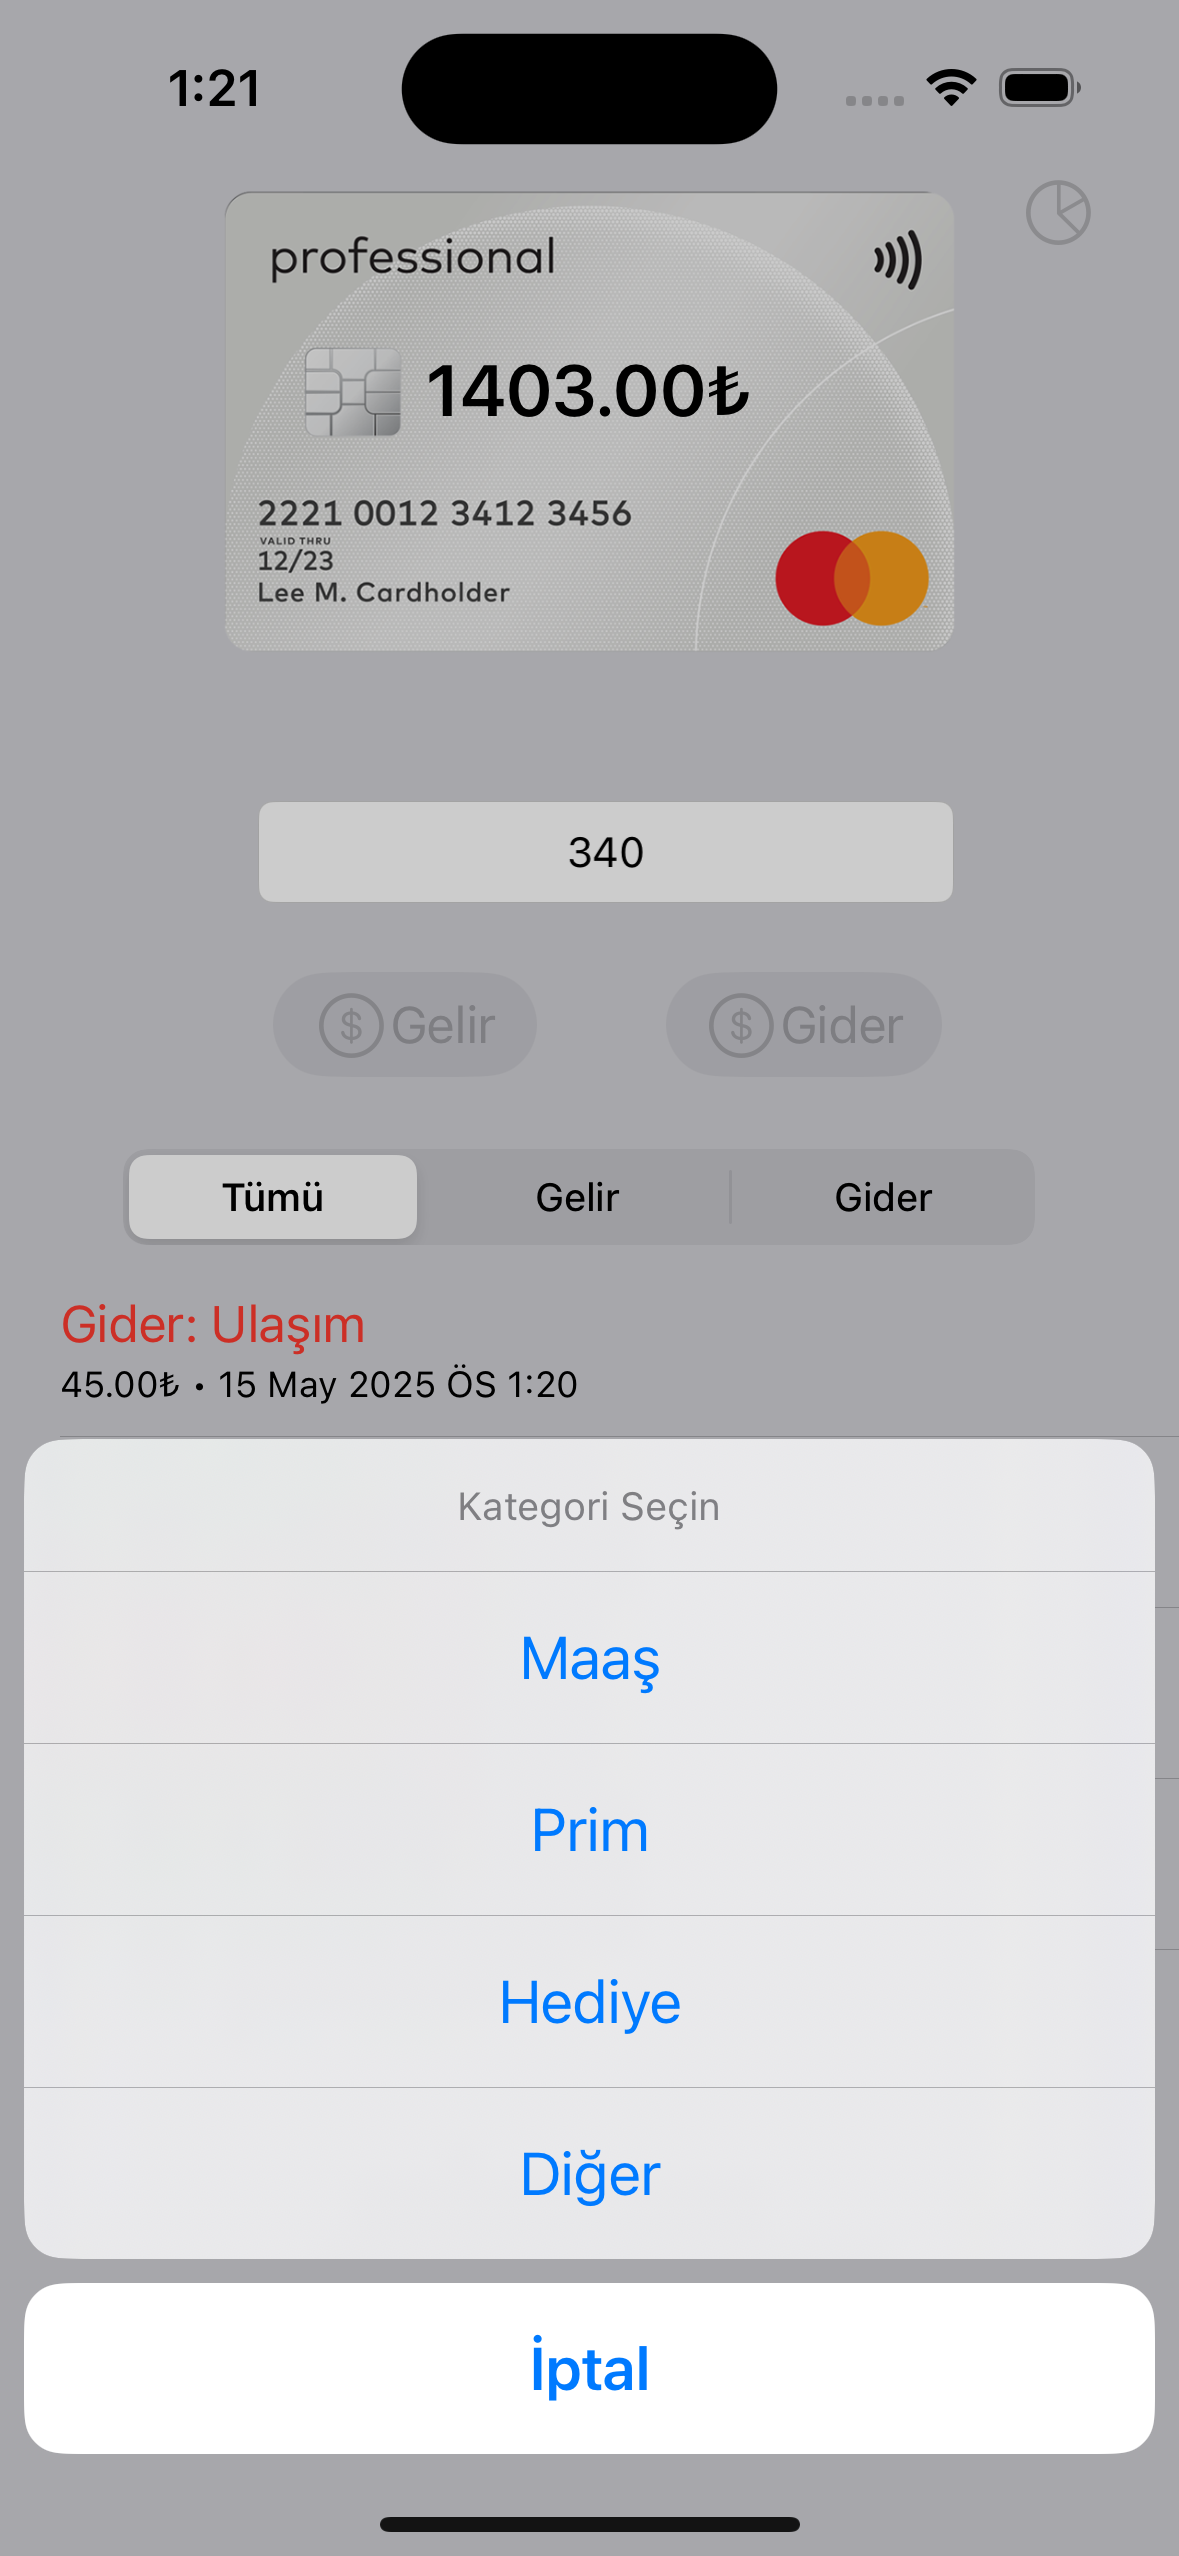 1:21
professional
1403.00₺
2221 0012 3412 3456
VALID THRU
12/23
Lee M. Cardholder
340
$ Gelir
$ Gider
Tümü Gelir Gider
Gider: Ulaşım
45.00₺ • 15 May 2025 ÖS 1:20
Kategori Seçin
Maaş
Prim
Hediye
Diğer
İptal